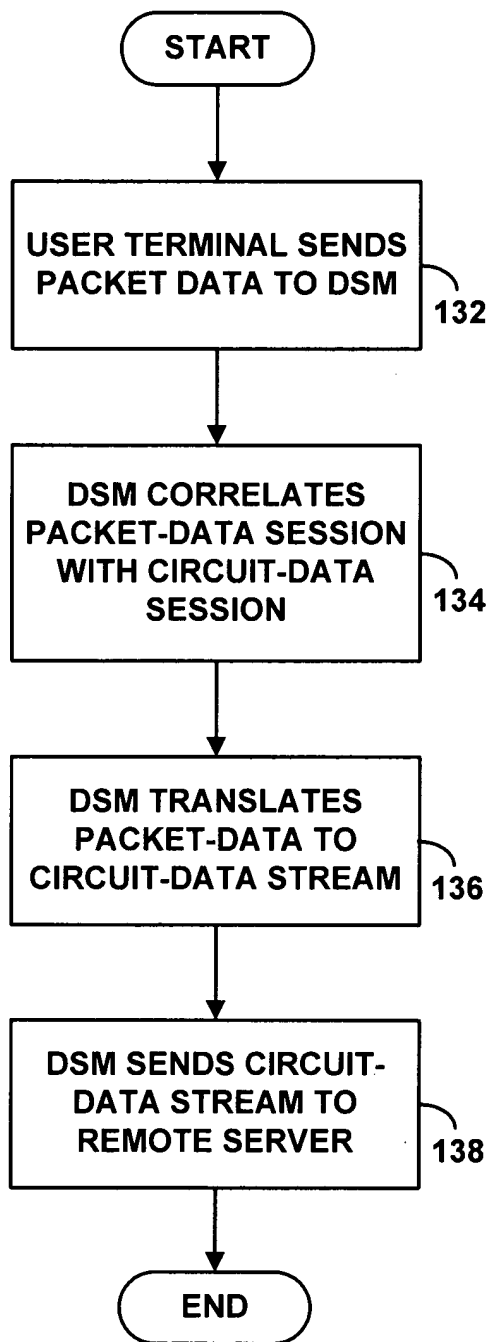 START
USER TERMINAL SENDS
PACKET DATA TO DSM
132
DSM CORRELATES
PACKET-DATA SESSION
WITH CIRCUIT-DATA
SESSION
134
DSM TRANSLATES
PACKET-DATA TO
CIRCUIT-DATA STREAM
136
DSM SENDS CIRCUIT-
DATA STREAM TO
REMOTE SERVER
138
END